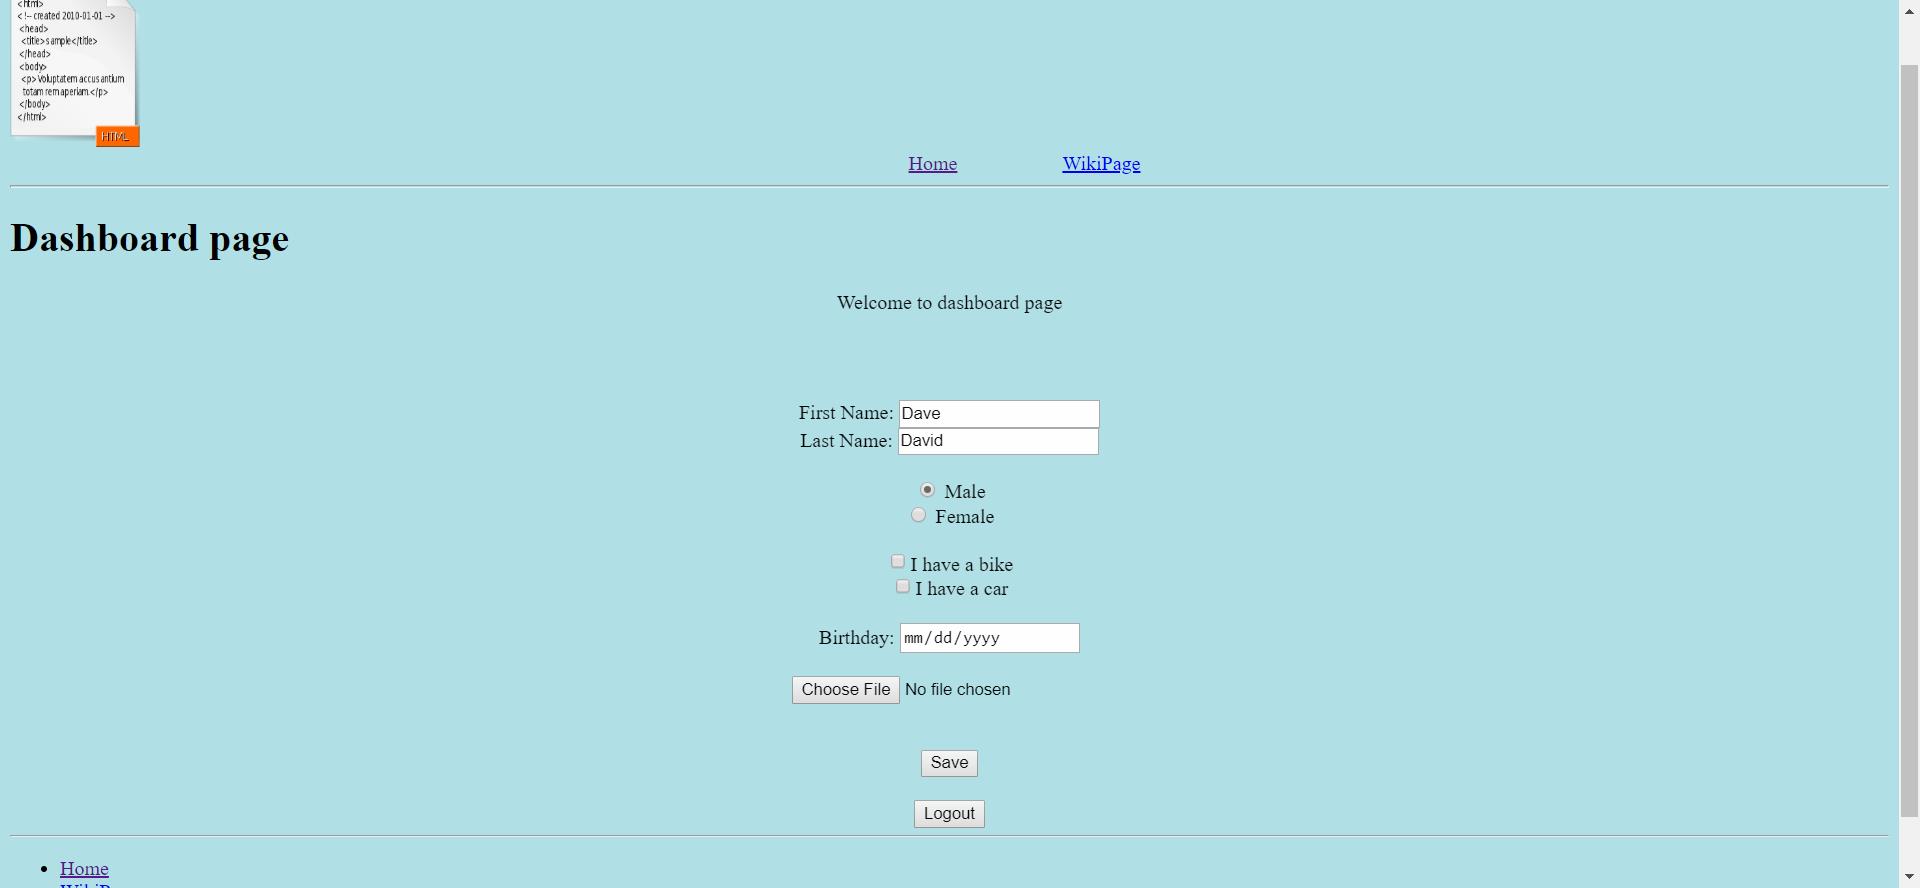 <html>
<!-- created 2010-01-01 -->
<head>
<title>sample</title>
</head>
<body>
<p>Voluptatem accusantium
totam rem aperiam.</p>
</body>
</html>
HTML
Home WikiPage
Dashboard page
Welcome to dashboard page
First Name: Dave
Last Name: David
Male
Female
I have a bike
I have a car
Birthday: mm/dd/yyyy
Choose File No file chosen
Save
Logout
Home